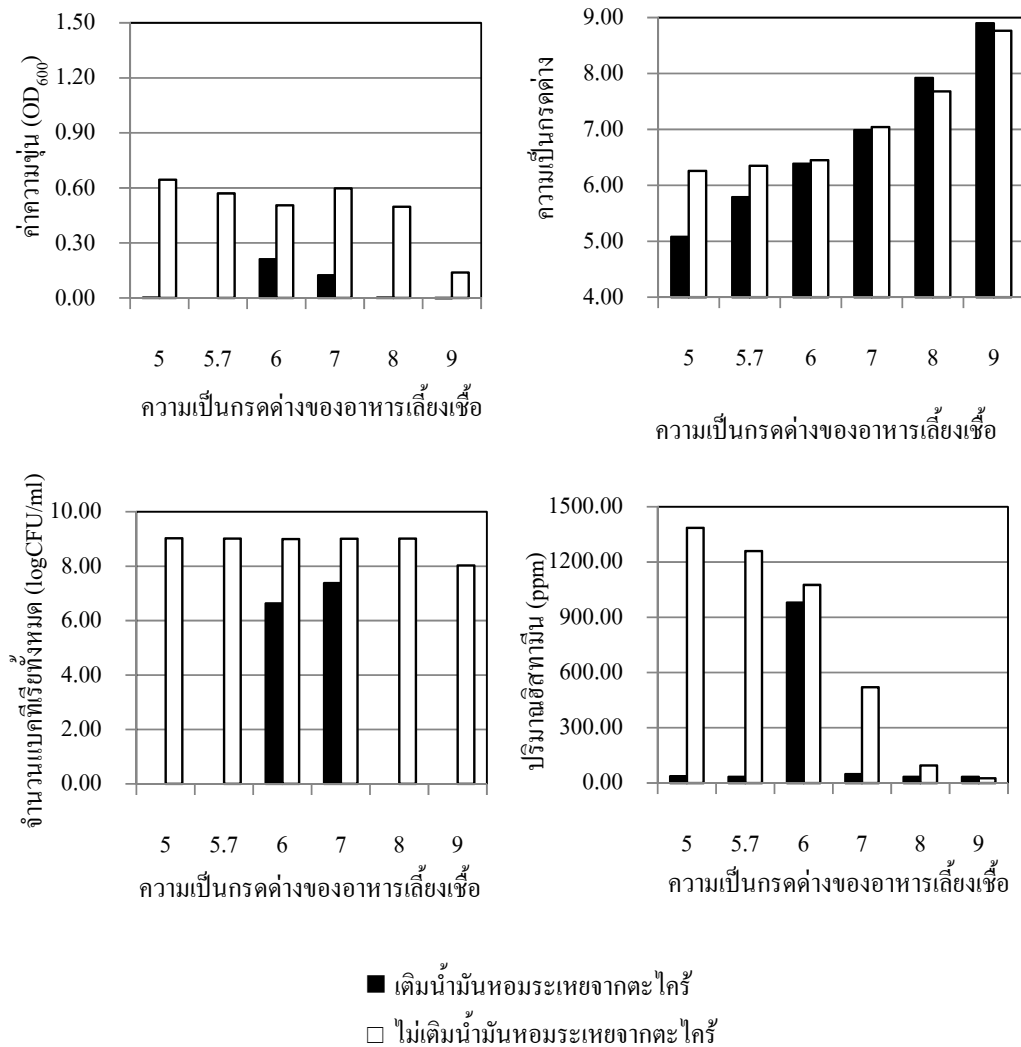 1.50
1.20
0.90
0.60
0.30
0.00
ค่าความขุ่น (OD600)
5 5.7 6 7 8 9
ความเป็นกรดด่างของอาหารเลี้ยงเชื้อ
9.00
8.00
7.00
6.00
5.00
4.00
ความเป็นกรดด่าง
5 5.7 6 7 8 9
ความเป็นกรดด่างของอาหารเลี้ยงเชื้อ
10.00
8.00
6.00
4.00
2.00
0.00
จำนวนแบคทีเรียทั้งหมด (logCFU/ml)
5 5.7 6 7 8 9
ความเป็นกรดด่างของอาหารเลี้ยงเชื้อ
1500.00
1200.00
900.00
600.00
300.00
0.00
ปริมาณฮิสทามีน (ppm)
5 5.7 6 7 8 9
ความเป็นกรดด่างของอาหารเลี้ยงเชื้อ
เติมน้ำมันหอมระเหยจากตะไคร้
ไม่เติมน้ำมันหอมระเหยจากตะไคร้